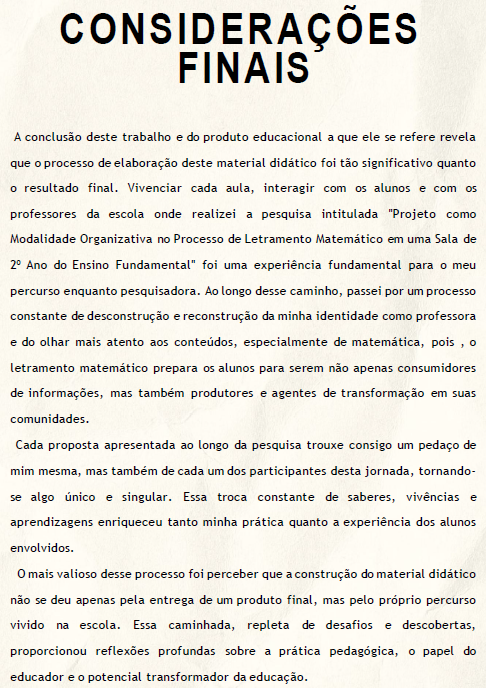 CONSIDERAÇÕES
FINAIS
A conclusão deste trabalho e do produto educacional a que ele se refere revela
que o processo de elaboração deste material didático foi tão significativo quanto
o resultado final. Vivenciar cada aula, interagir com os alunos e com os
professores da escola onde realizei a pesquisa intitulada "Projeto como
Modalidade Organizativa no Processo de Letramento Matemático em uma Sala de
2º Ano do Ensino Fundamental" foi uma experiência fundamental para o meu
percurso enquanto pesquisadora. Ao longo desse caminho, passei por um processo
constante de desconstrução e reconstrução da minha identidade como professora
e do olhar mais atento aos conteúdos, especialmente de matemática, pois , o
letramento matemático prepara os alunos para serem não apenas consumidores
de informações, mas também produtores e agentes de transformação em suas
comunidades.
Cada proposta apresentada ao longo da pesquisa trouxe consigo um pedaço de
mim mesma, mas também de cada um dos participantes desta jornada, tornando-
se algo único e singular. Essa troca constante de saberes, vivências e
aprendizagens enriqueceu tanto minha prática quanto a experiência dos alunos
envolvidos.
O mais valioso desse processo foi perceber que a construção do material didático
não se deu apenas pela entrega de um produto final, mas pelo próprio percurso
vivido na escola. Essa caminhada, repleta de desafios e descobertas,
proporcionou reflexões profundas sobre a prática pedagógica, o papel do
educador e o potencial transformador da educação.